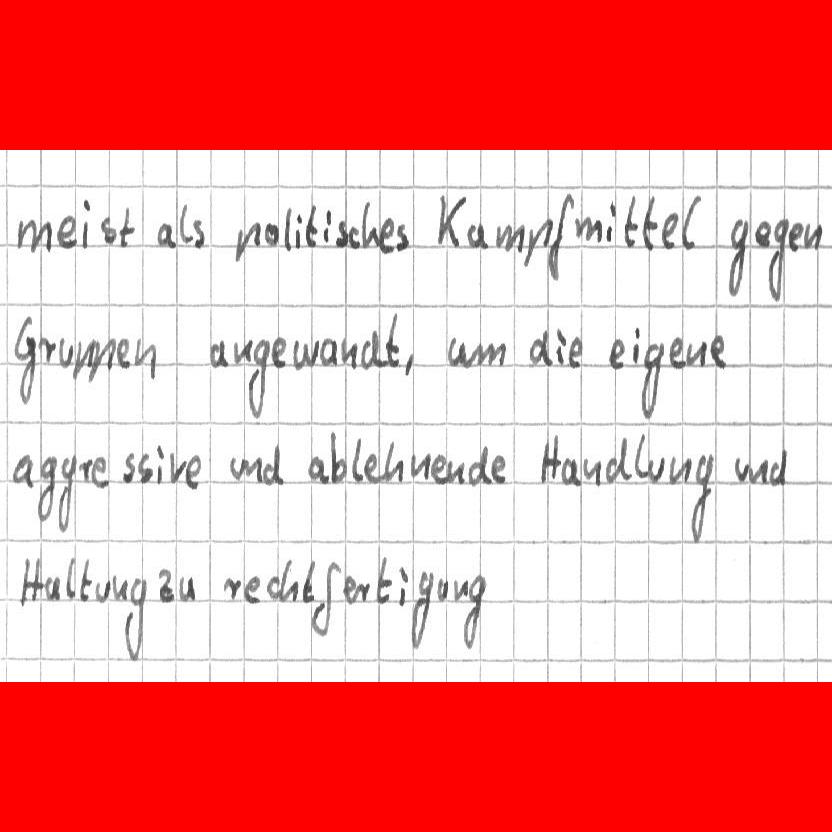 meist als politisches Kampfmittel gegen
Gruppen angewandt, um die eigene
aggressive und ablehnende Handlung und
Haltung zu rechtfertigung